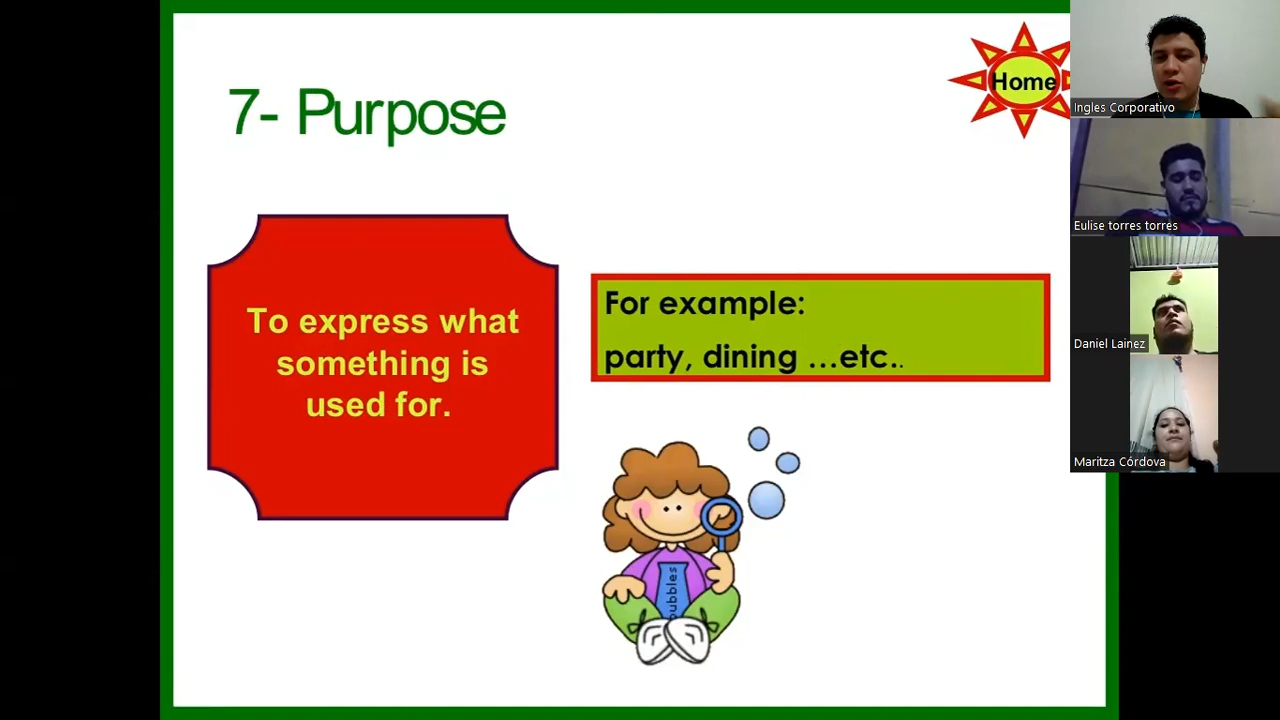 7- Purpose
Home
To express what
something is
used for.
For example:
party, dining ...etc..
bubbles
Ingles Corporativo
Eulise torres torres
Daniel Lainez
Maritza Córdova